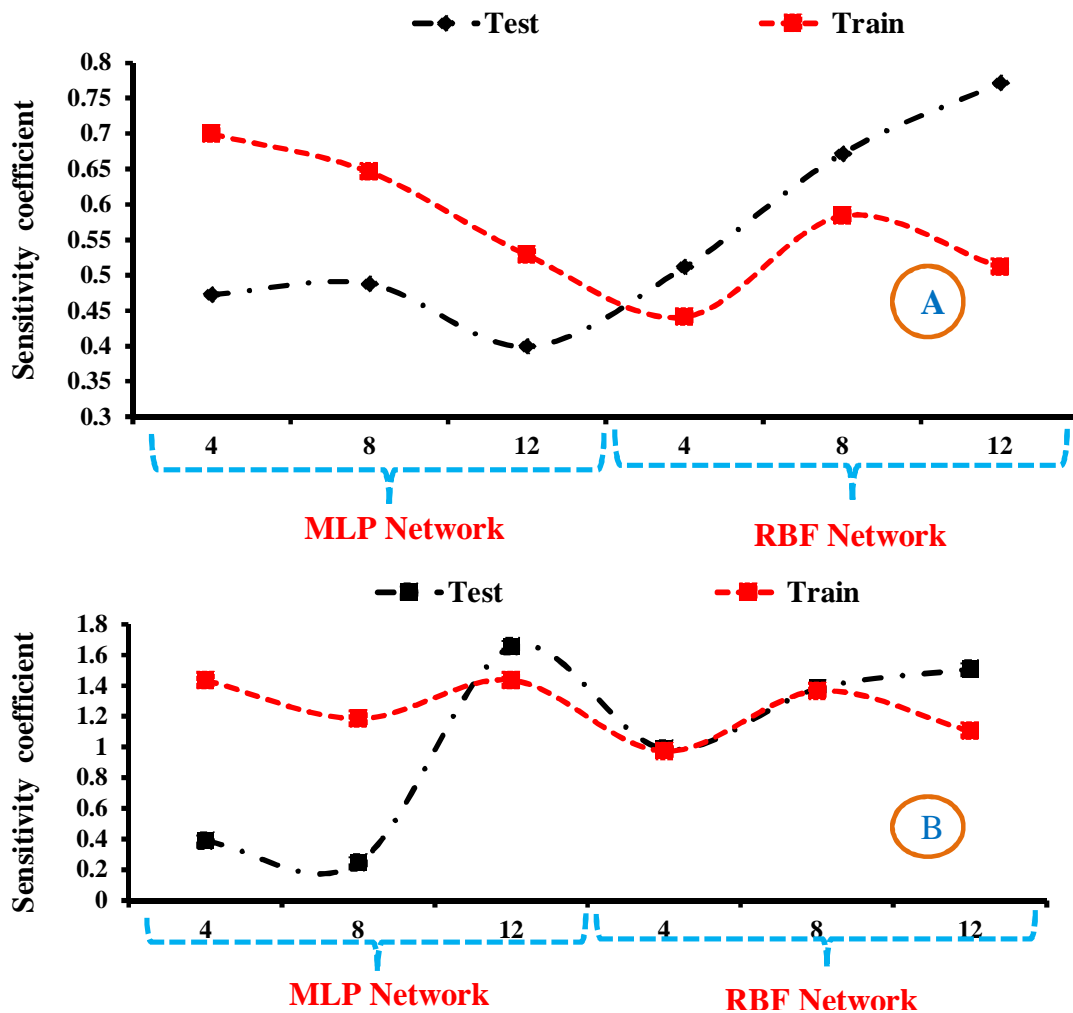 Test Train
Sensitivity coefficient
0.8
0.75
0.7
0.65
0.6
0.55
0.5
0.45
0.4
0.35
0.3
A
4 8 12 4 8 12
MLP Network RBF Network
Test Train
Sensitivity coefficient
1.8
1.6
1.4
1.2
1
0.8
0.6
0.4
0.2
0
B
4 8 12 4 8 12
MLP Network RBF Network